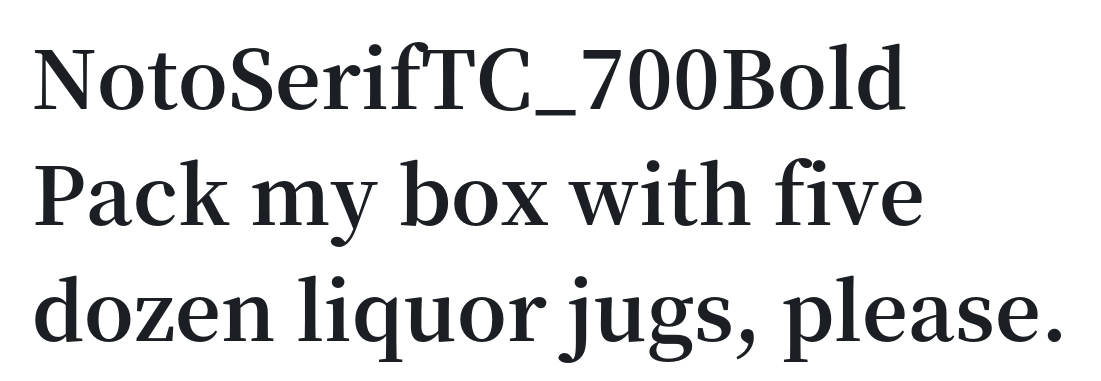 NotoSerifTC_700Bold
Pack my box with five
dozen liquor jugs, please.